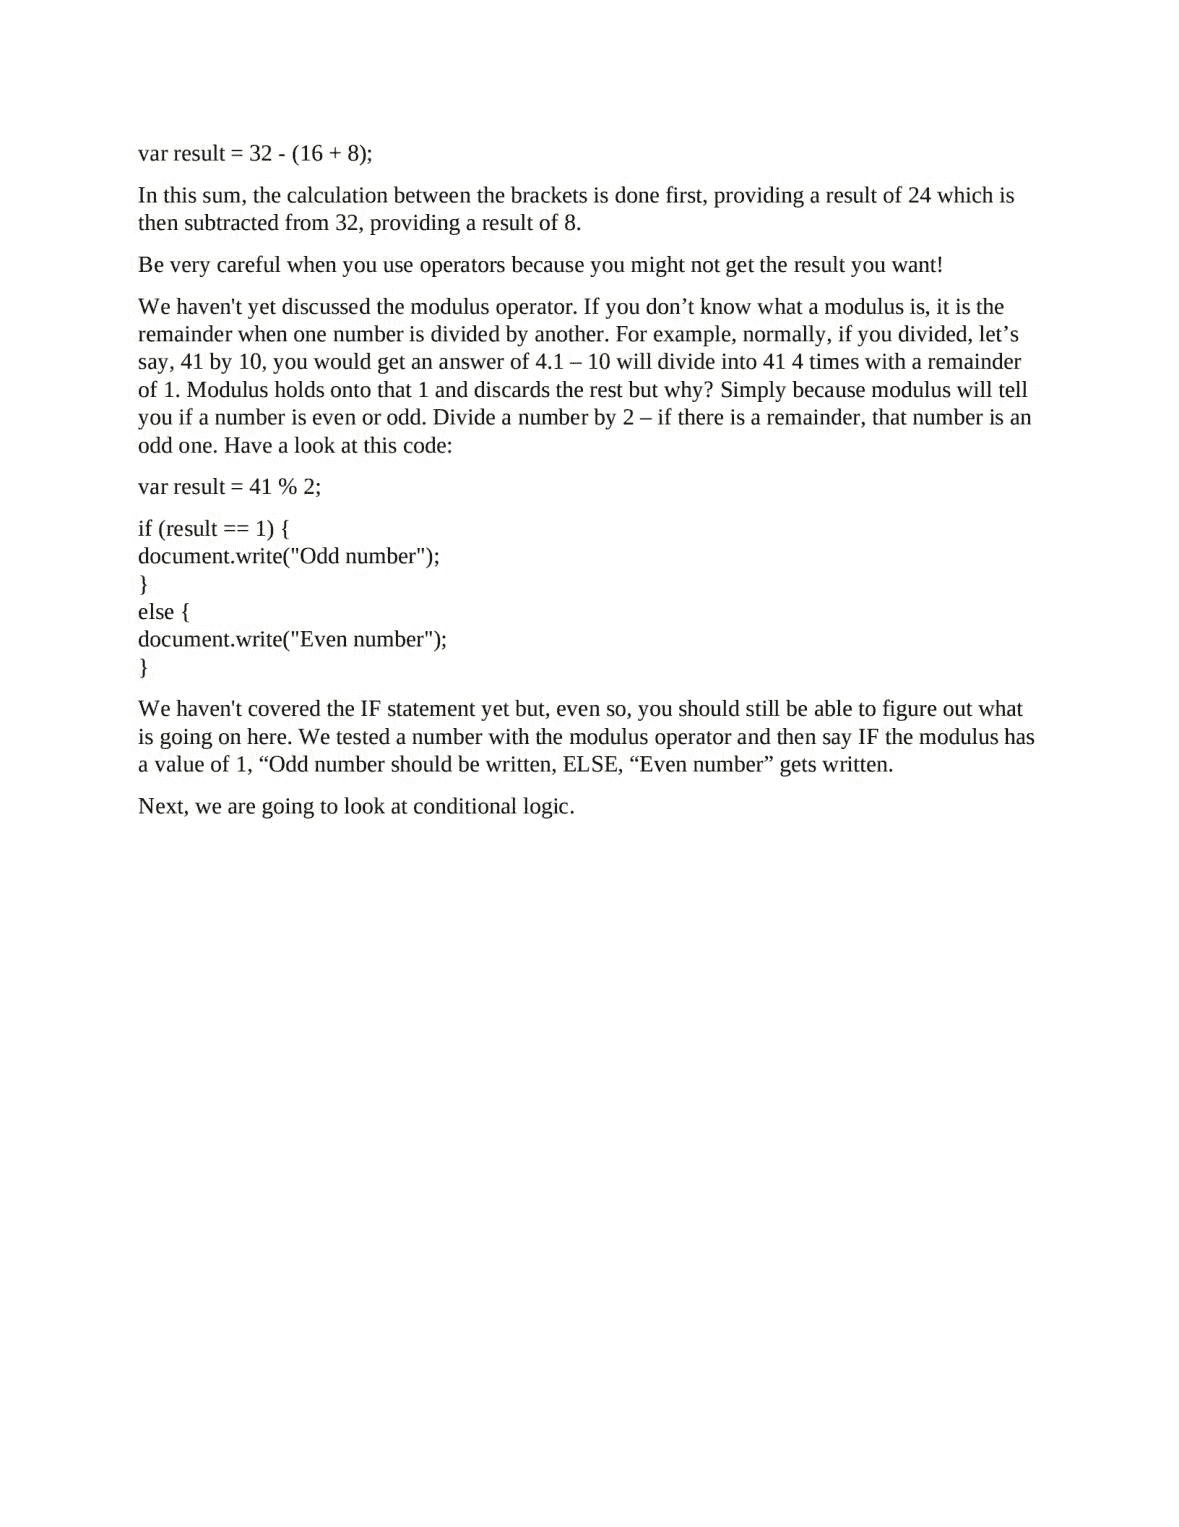 var result = 32 - (16 + 8);
In this sum, the calculation between the brackets is done first, providing a result of 24 which is
then subtracted from 32, providing a result of 8.
Be very careful when you use operators because you might not get the result you want!
We haven't yet discussed the modulus operator. If you don’t know what a modulus is, it is the
remainder when one number is divided by another. For example, normally, if you divided, let’s
say, 41 by 10, you would get an answer of 4.1 – 10 will divide into 41 4 times with a remainder
of 1. Modulus holds onto that 1 and discards the rest but why? Simply because modulus will tell
you if a number is even or odd. Divide a number by 2 – if there is a remainder, that number is an
odd one. Have a look at this code:
var result = 41 % 2;
if (result == 1) {
document.write("Odd number");
}
else {
document.write("Even number");
}
We haven't covered the IF statement yet but, even so, you should still be able to figure out what
is going on here. We tested a number with the modulus operator and then say IF the modulus has
a value of 1, “Odd number should be written, ELSE, “Even number” gets written.
Next, we are going to look at conditional logic.